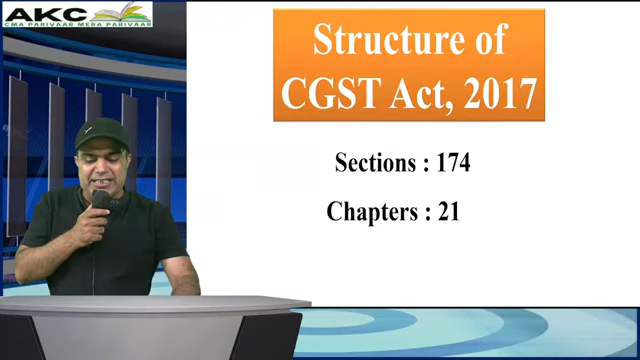 AKC
CMA PARIVAAR MERA PARIVAAR
Structure of
CGST Act, 2017
Sections : 174
Chapters : 21